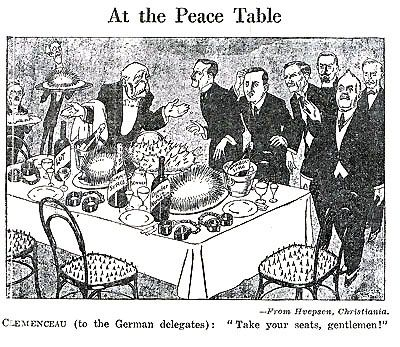 At the Peace Table
—From Hvepsen, Christiania.
CLEMENCEAU (to the German delegates): "Take your seats, gentlemen!"